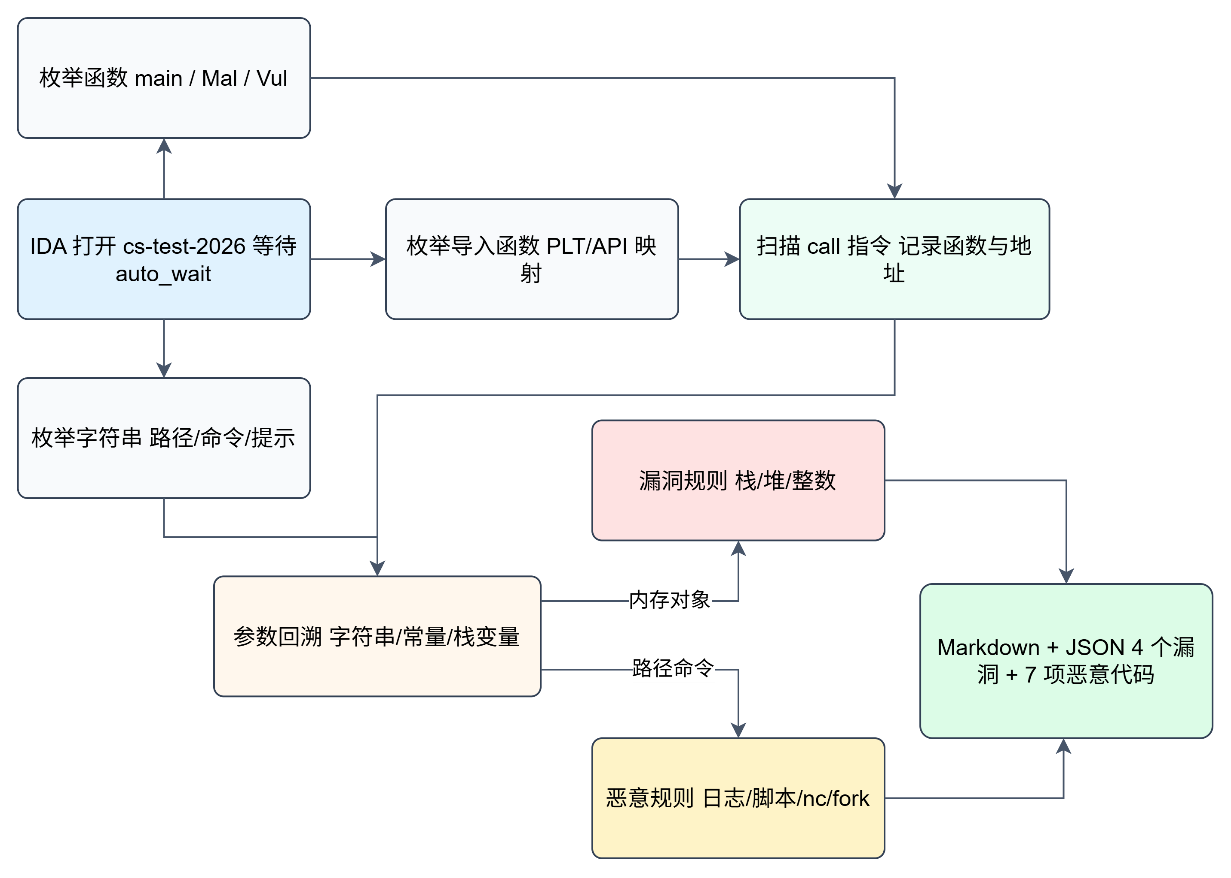 枚举函数 main / Mal / Vul
IDA 打开 cs-test-2026 等待
auto_wait
枚举导入函数 PLT/API 映
射
扫描 call 指令 记录函数与地
址
枚举字符串 路径/命令/提示
漏洞规则 栈/堆/整数
内存对象
参数回溯 字符串/常量/栈变量
路径命令
Markdown + JSON 4 个漏
洞 + 7 项恶意代码
恶意规则 日志/脚本/nc/fork